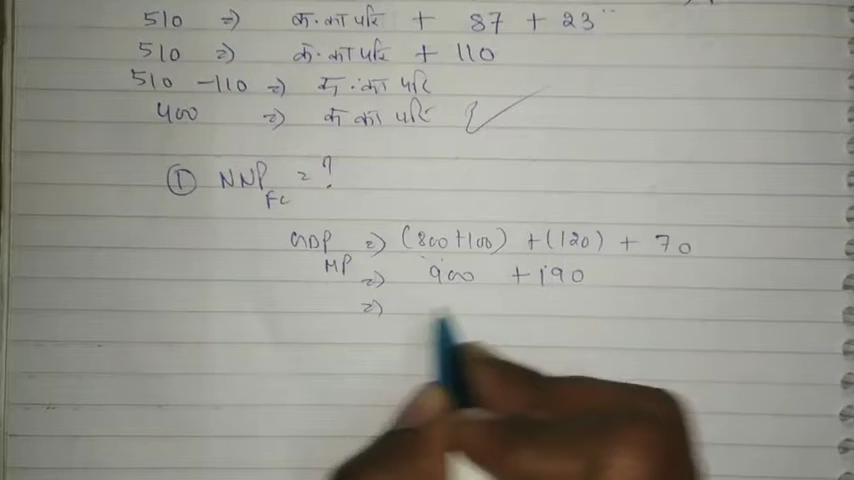 510 => क. का परि + 87 + 23
510 => क. का परि + 110
510 - 110 => क. का परि
400 => क का परि
① NNP FC = ?
GDP MP => (800+100) + (120) + 70
=> 900 + 190
=>